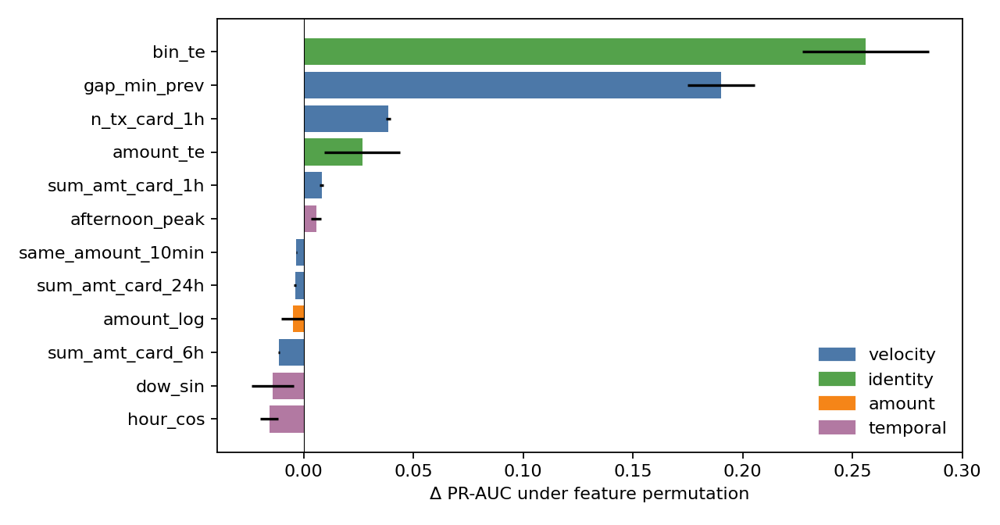 bin_te
gap_min_prev
n_tx_card_1h
amount_te
sum_amt_card_1h
afternoon_peak
same_amount_10min
sum_amt_card_24h
amount_log
sum_amt_card_6h
dow_sin
hour_cos
velocity
identity
amount
temporal
0.00 0.05 0.10 0.15 0.20 0.25 0.30
Δ PR-AUC under feature permutation